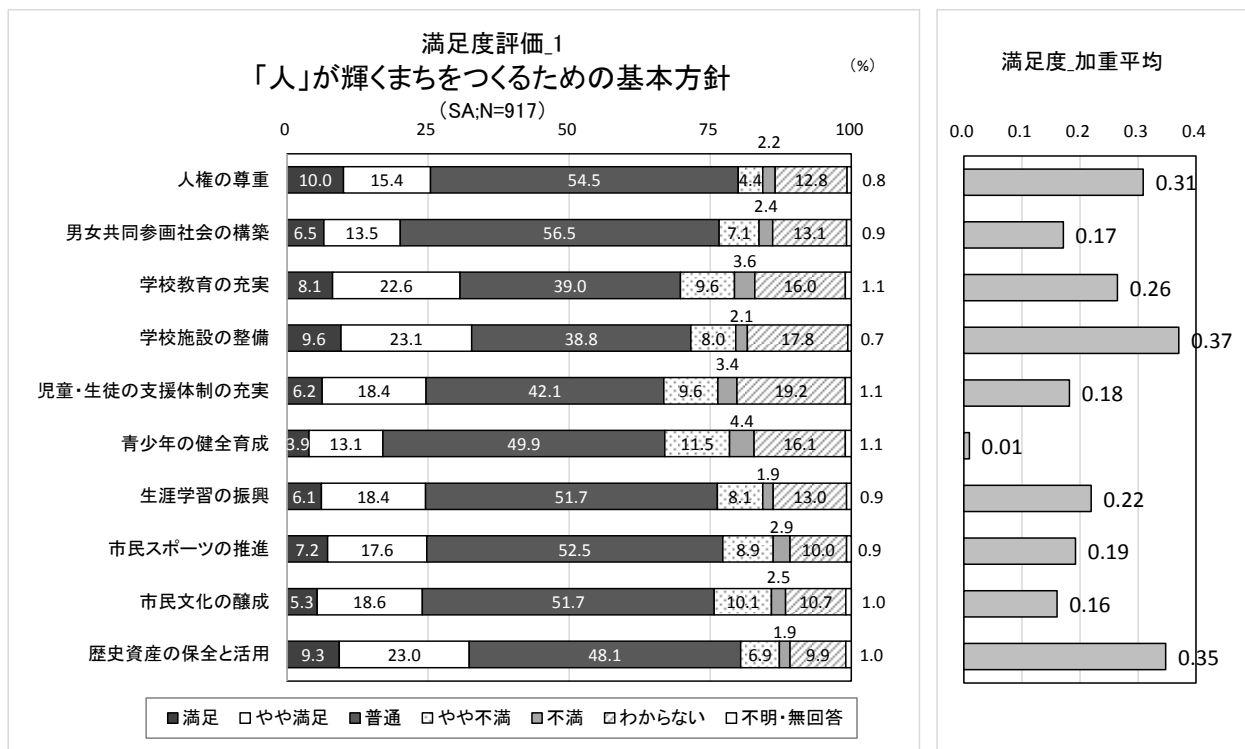 満足度評価_1
「人」が輝くまちをつくるための基本方針
(%)
（SA;N=917）
0 25 50 75 100
人権の尊重 10.0 15.4 54.5 4.4 2.2 12.8 0.8
男女共同参画社会の構築 6.5 13.5 56.5 7.1 2.4 13.1 0.9
学校教育の充実 8.1 22.6 39.0 9.6 3.6 16.0 1.1
学校施設の整備 9.6 23.1 38.8 8.0 2.1 17.8 0.7
児童・生徒の支援体制の充実 6.2 18.4 42.1 9.6 3.4 19.2 1.1
青少年の健全育成 3.9 13.1 49.9 11.5 4.4 16.1 1.1
生涯学習の振興 6.1 18.4 51.7 8.1 1.9 13.0 0.9
市民スポーツの推進 7.2 17.6 52.5 8.9 2.9 10.0 0.9
市民文化の醸成 5.3 18.6 51.7 10.1 2.5 10.7 1.0
歴史資産の保全と活用 9.3 23.0 48.1 6.9 1.9 9.9 1.0
満足 やや満足 普通 やや不満 不満 わからない 不明・無回答
満足度_加重平均
0.0 0.1 0.2 0.3 0.4
0.31
0.17
0.26
0.37
0.18
0.01
0.22
0.19
0.16
0.35